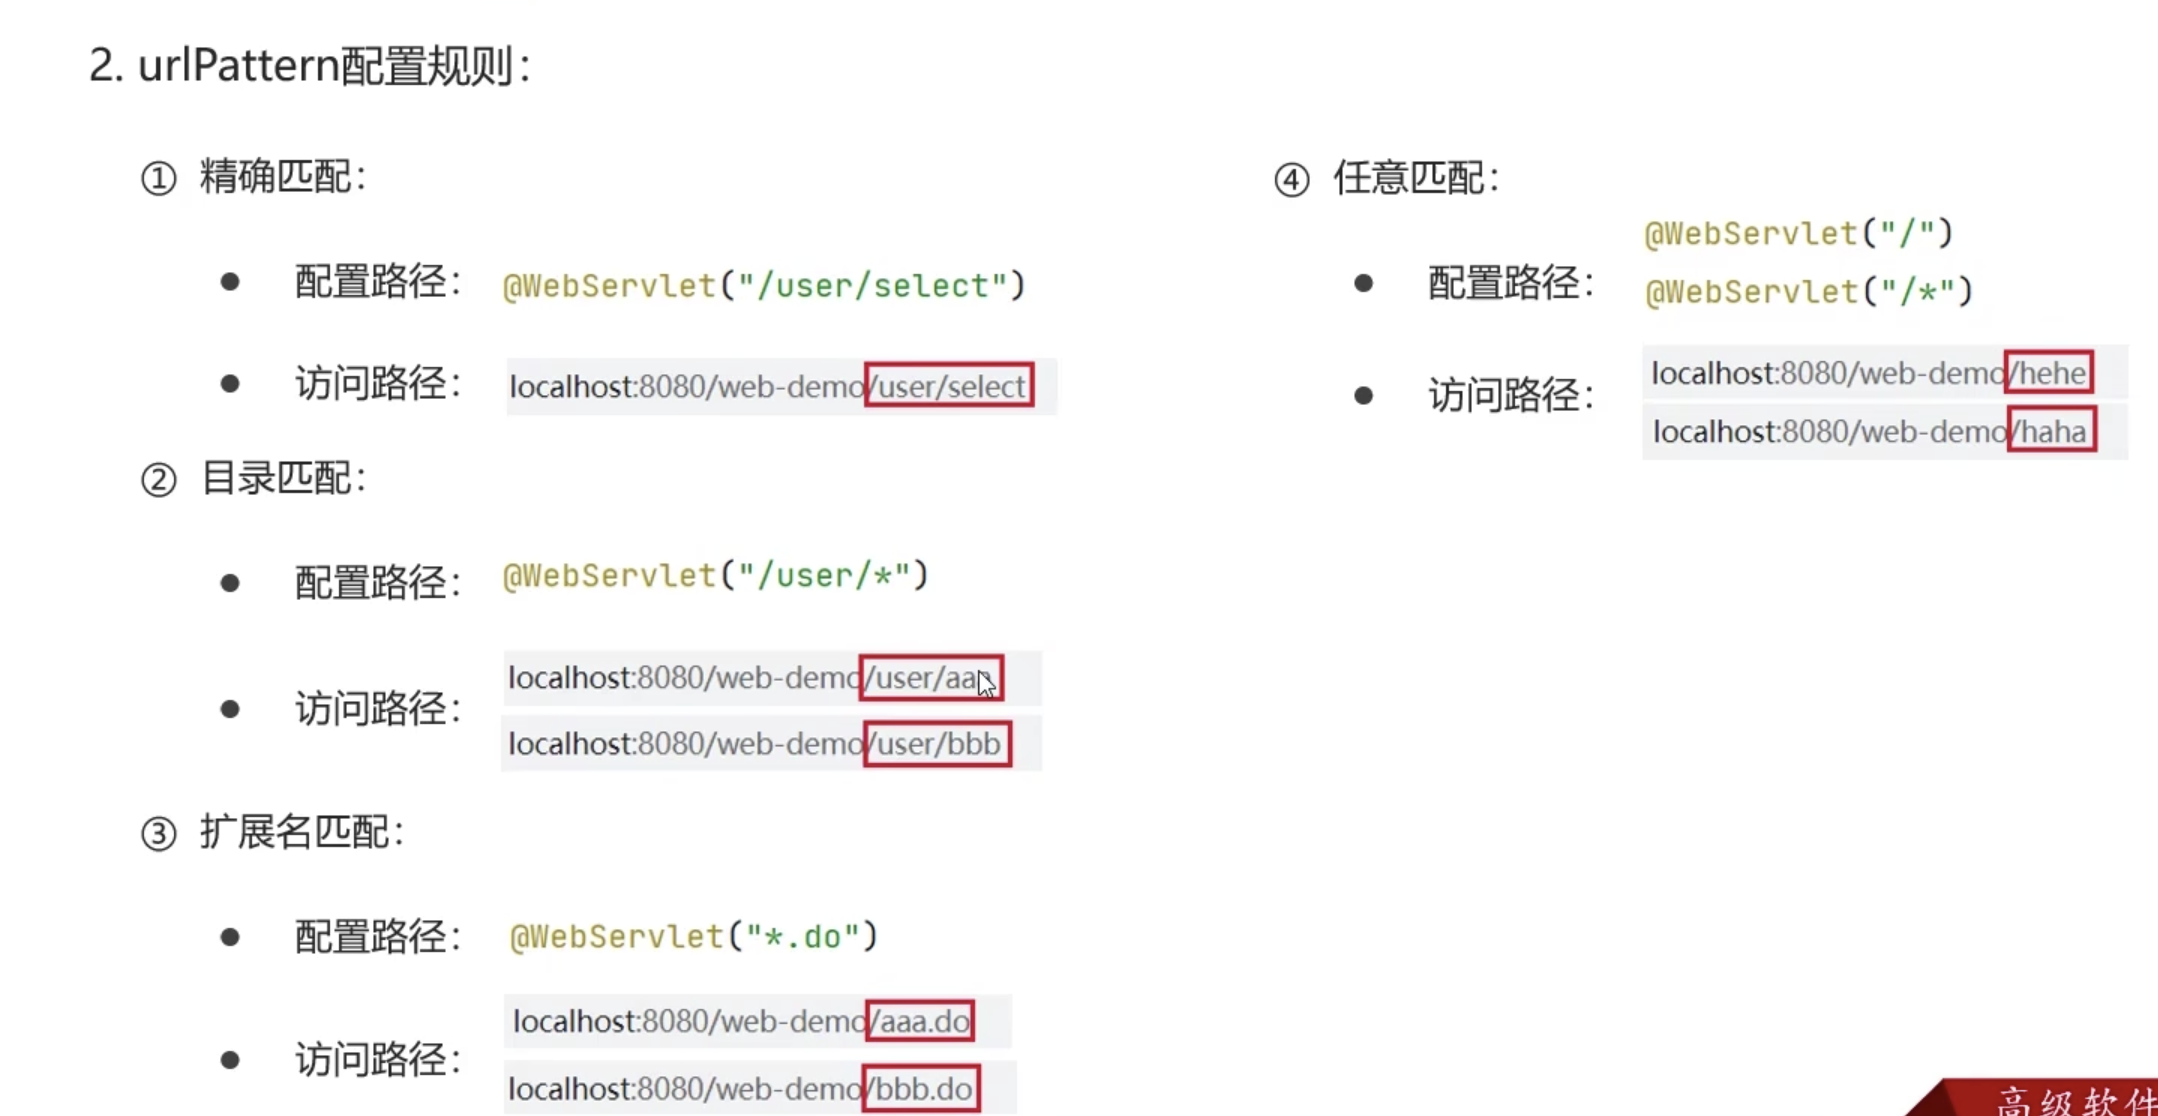 2. urlPattern配置规则：
① 精确匹配：
● 配置路径： @WebServlet("/user/select")
● 访问路径： localhost:8080/web-demo/user/select
② 目录匹配：
● 配置路径： @WebServlet("/user/*")
● 访问路径：
localhost:8080/web-demo/user/aaa
localhost:8080/web-demo/user/bbb
③ 扩展名匹配：
● 配置路径： @WebServlet("*.do")
● 访问路径：
localhost:8080/web-demo/aaa.do
localhost:8080/web-demo/bbb.do
④ 任意匹配：
● 配置路径：
@WebServlet("/")
@WebServlet("/*")
● 访问路径：
localhost:8080/web-demo/hehe
localhost:8080/web-demo/haha
高级软件